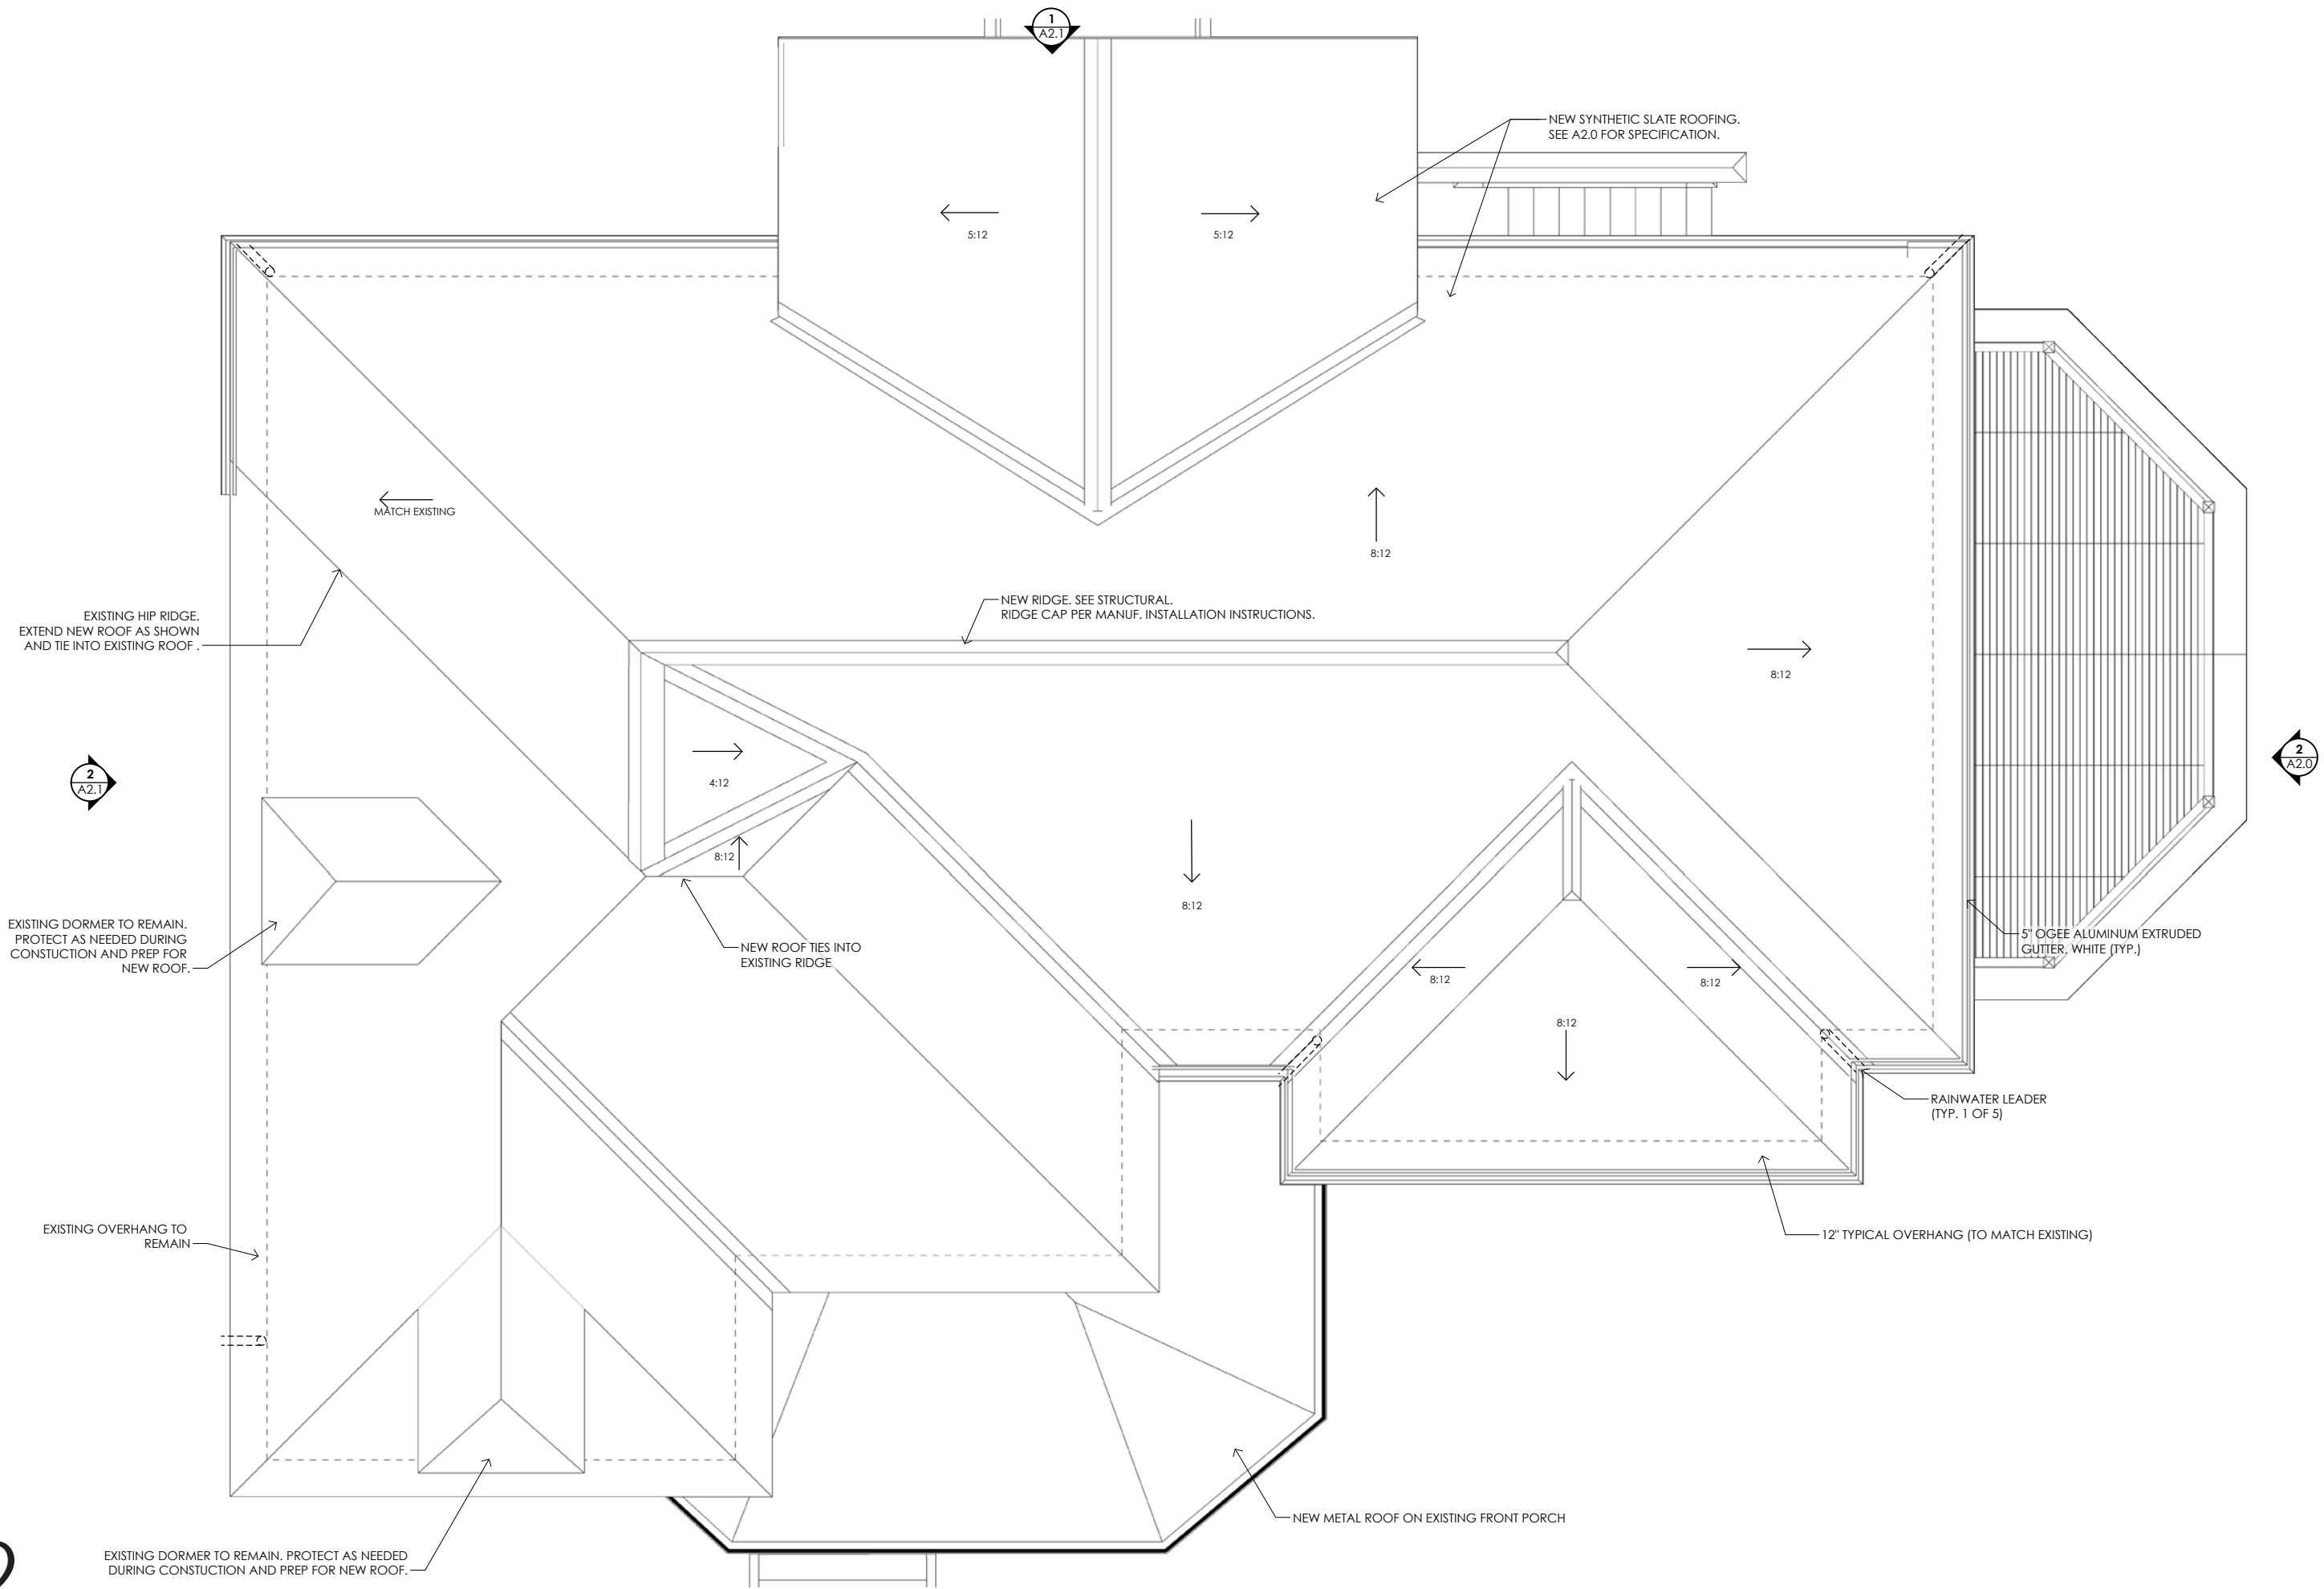 1
A2.1
NEW SYNTHETIC SLATE ROOFING.
SEE A2.0 FOR SPECIFICATION.
5:12
5:12
MATCH EXISTING
8:12
NEW RIDGE. SEE STRUCTURAL.
RIDGE CAP PER MANUF. INSTALLATION INSTRUCTIONS.
EXISTING HIP RIDGE.
EXTEND NEW ROOF AS SHOWN
AND TIE INTO EXISTING ROOF .
8:12
2
A2.1
4:12
2
A2.0
8:12
8:12
EXISTING DORMER TO REMAIN.
PROTECT AS NEEDED DURING
CONSTUCTION AND PREP FOR
NEW ROOF.
NEW ROOF TIES INTO
EXISTING RIDGE
5" OGEE ALUMINUM EXTRUDED
GUTTER. WHITE (TYP.)
8:12
8:12
8:12
RAINWATER LEADER
(TYP. 1 OF 5)
EXISTING OVERHANG TO
REMAIN
12" TYPICAL OVERHANG (TO MATCH EXISTING)
NEW METAL ROOF ON EXISTING FRONT PORCH
EXISTING DORMER TO REMAIN. PROTECT AS NEEDED
DURING CONSTUCTION AND PREP FOR NEW ROOF.